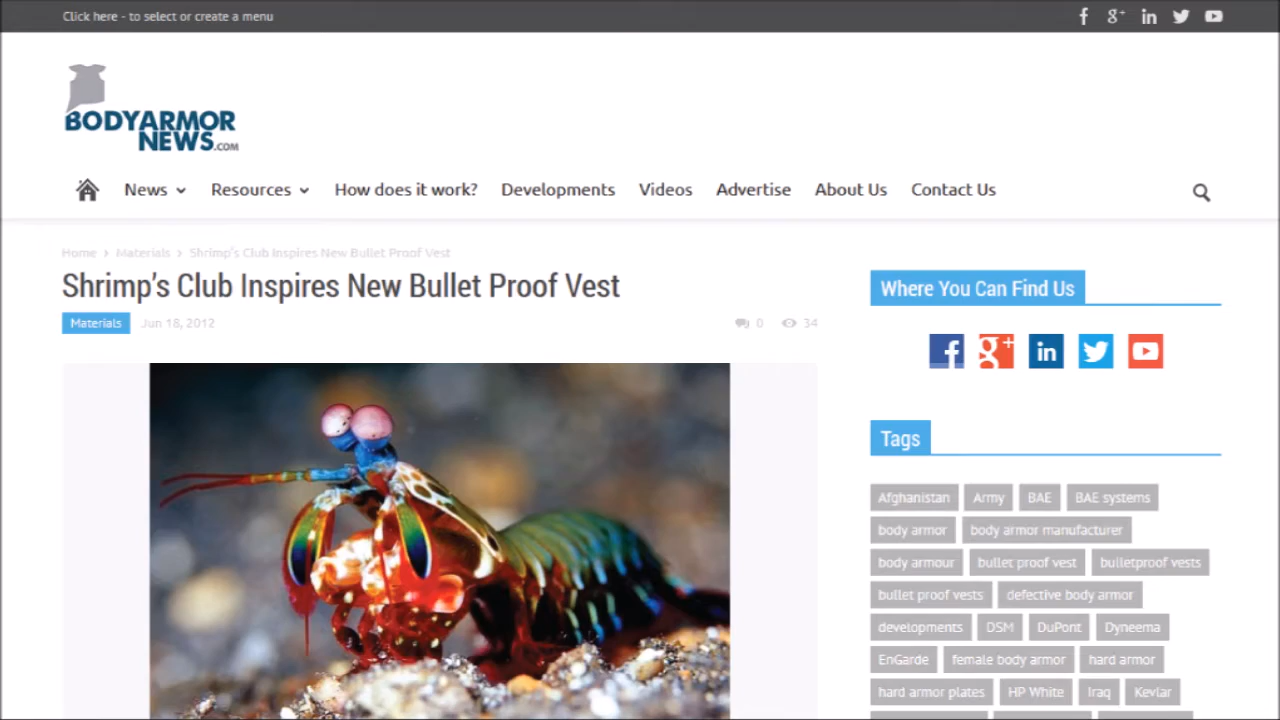 Click here - to select or create a menu
BODYARMOR
NEWS.COM
News Resources How does it work? Developments Videos Advertise About Us Contact Us
Home › Materials › Shrimp's Club Inspires New Bullet Proof Vest
Shrimp's Club Inspires New Bullet Proof Vest
Materials Jun 18, 2012 0 34
Where You Can Find Us
Tags
Afghanistan Army BAE BAE systems
body armor body armor manufacturer
body armour bullet proof vest bulletproof vests
bullet proof vests defective body armor
developments DSM DuPont Dyneema
EnGarde female body armor hard armor
hard armor plates HP White Iraq Kevlar